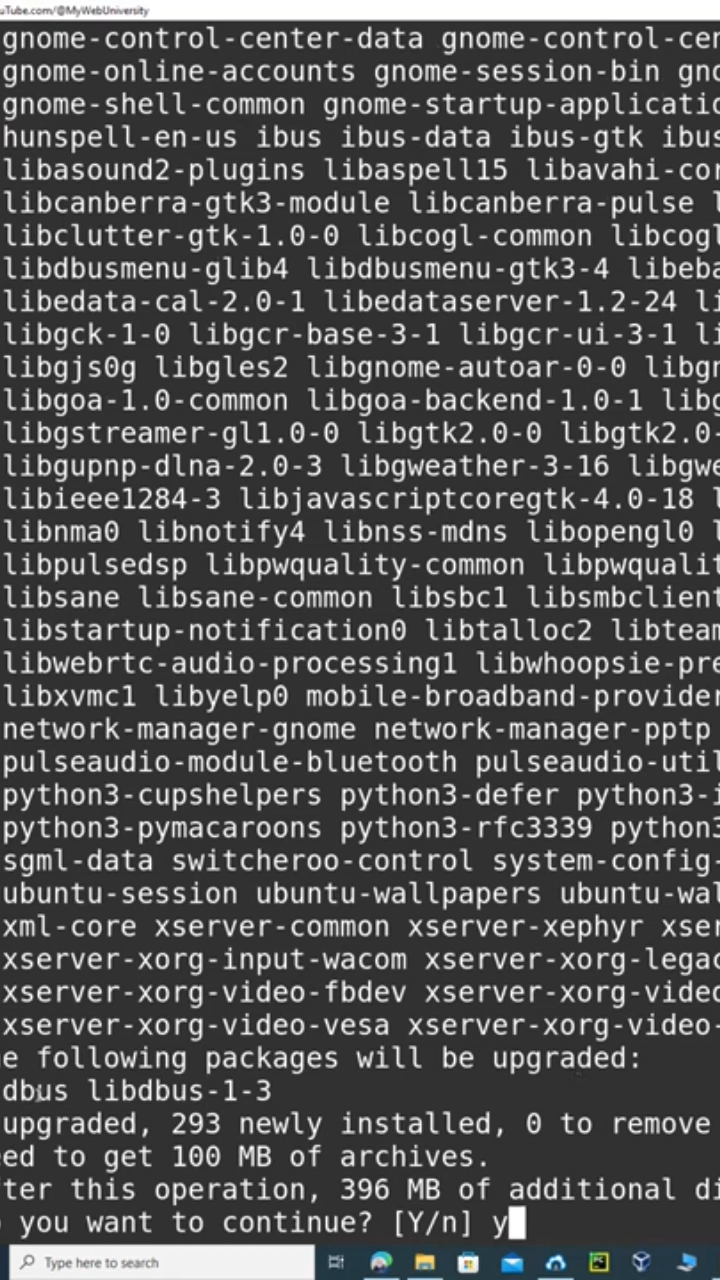 uTube.com/@MyWebUniversity
gnome-control-center-data gnome-control-cen
gnome-online-accounts gnome-session-bin gno
gnome-shell-common gnome-startup-applicatio
hunspell-en-us ibus ibus-data ibus-gtk ibus
libasound2-plugins libaspell15 libavahi-cor
libcanberra-gtk3-module libcanberra-pulse l
libclutter-gtk-1.0-0 libcogl-common libcogl
libdbusmenu-glib4 libdbusmenu-gtk3-4 libeba
libedata-cal-2.0-1 libedataserver-1.2-24 li
libgck-1-0 libgcr-base-3-1 libgcr-ui-3-1 li
libgjs0g libgles2 libgnome-autoar-0-0 libgn
libgoa-1.0-common libgoa-backend-1.0-1 libg
libgstreamer-gl1.0-0 libgtk2.0-0 libgtk2.0-
libgupnp-dlna-2.0-3 libgweather-3-16 libgwe
libieee1284-3 libjavascriptcoregtk-4.0-18 l
libnma0 libnotify4 libnss-mdns libopengl0 l
libpulsedsp libpwquality-common libpwqualit
libsane libsane-common libsbc1 libsmbclient
libstartup-notification0 libtalloc2 libteam
libwebrtc-audio-processing1 libwhoopsie-pre
libxvmc1 libyelp0 mobile-broadband-provider
network-manager-gnome network-manager-pptp
pulseaudio-module-bluetooth pulseaudio-util
python3-cupshelpers python3-defer python3-i
python3-pymacaroons python3-rfc3339 python3
sgml-data switcheroo-control system-config-
ubuntu-session ubuntu-wallpapers ubuntu-wal
xml-core xserver-common xserver-xephyr xser
xserver-xorg-input-wacom xserver-xorg-legac
xserver-xorg-video-fbdev xserver-xorg-video
xserver-xorg-video-vesa xserver-xorg-video-
e following packages will be upgraded:
dbus libdbus-1-3
upgraded, 293 newly installed, 0 to remove
ed to get 100 MB of archives.
ter this operation, 396 MB of additional di
you want to continue? [Y/n] y
Type here to search